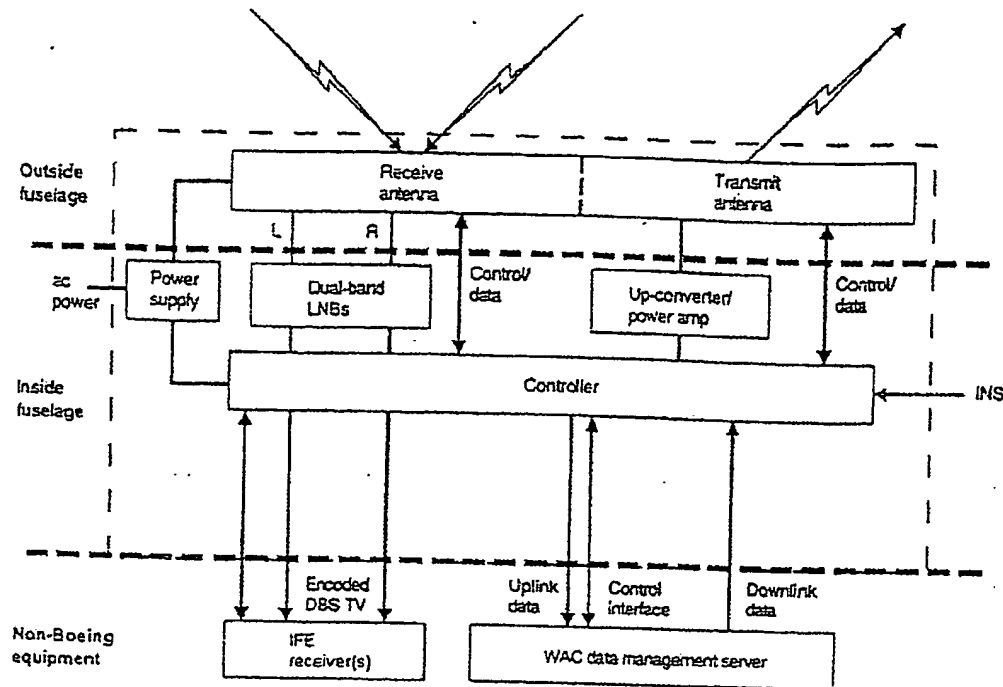 Outside
fuselage
Receive
antenna
Transmit
antenna
L
R
ac
power
Power
supply
Dual-band
LNBs
Control/
data
Up-converter/
power amp
Control/
data
Inside
fuselage
Controller
INS
Encoded
DBS TV
Uplink
data
Control
interface
Downlink
data
Non-Boeing
equipment
IFE
receiver(s)
WAC data management server